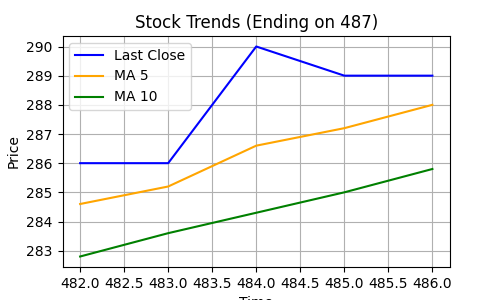 Stock Trends (Ending on 487)
Last Close
MA 5
MA 10
Price
290
289
288
287
286
285
284
283
482.0 482.5 483.0 483.5 484.0 484.5 485.0 485.5 486.0
Time